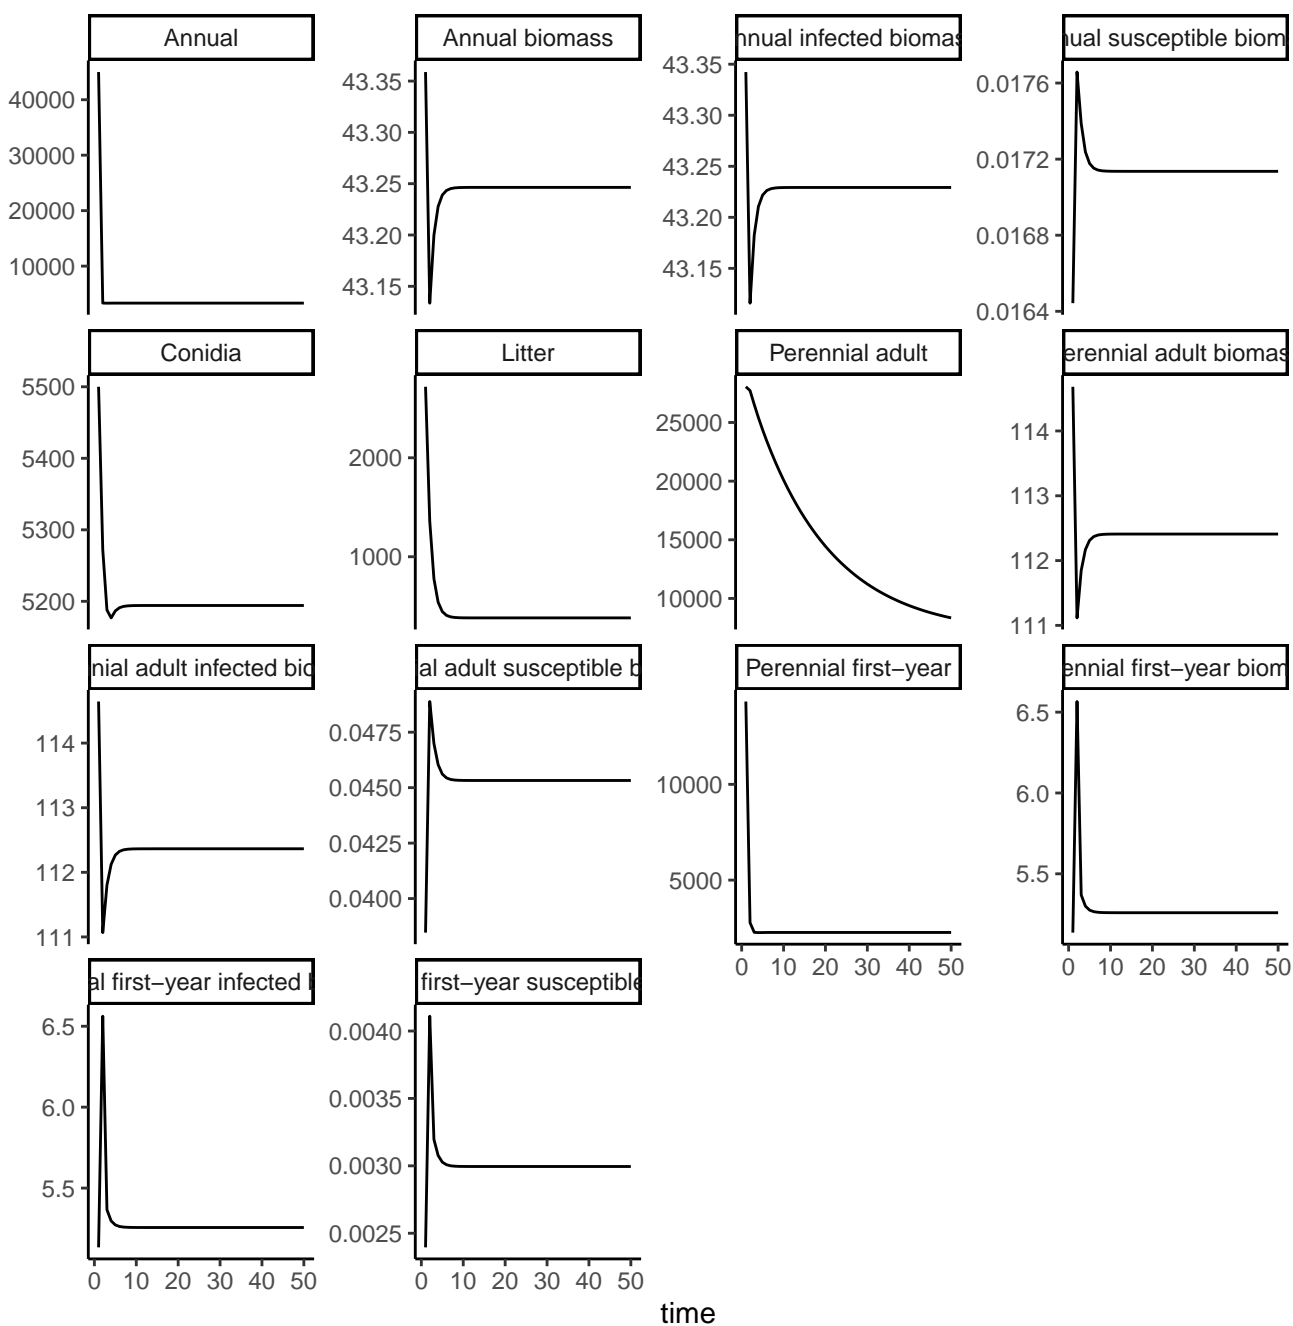 Annual
Annual biomass
nnual infected biomas
nual susceptible biom
40000
30000
20000
10000
43.35
43.30
43.25
43.20
43.15
43.35
43.30
43.25
43.20
43.15
0.0176
0.0172
0.0168
0.0164
Conidia
Litter
Perennial adult
erennial adult biomas
5500
5400
5300
5200
2000
1000
25000
20000
15000
10000
114
113
112
111
nial adult infected bio
al adult susceptible b
Perennial first−year
ennial first−year biom
114
113
112
111
0.0475
0.0450
0.0425
0.0400
10000
5000
0 10 20 30 40 50
6.5
6.0
5.5
0 10 20 30 40 50
al first−year infected b
first−year susceptible
6.5
6.0
5.5
0 10 20 30 40 50
0.0040
0.0035
0.0030
0.0025
0 10 20 30 40 50
time